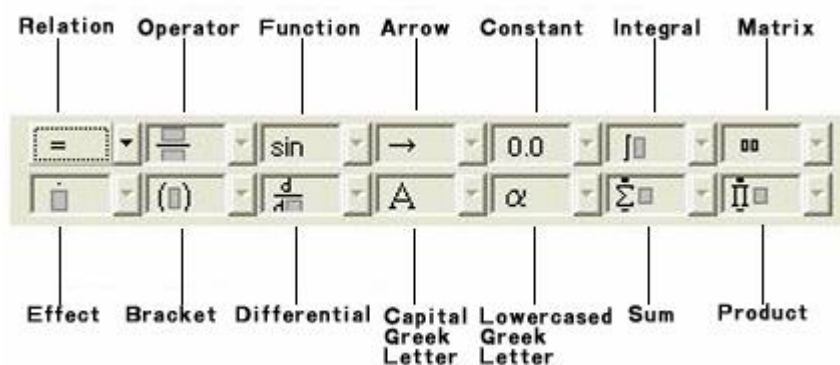 Relation Operator Function Arrow Constant Integral Matrix
= sin → 0.0 ∫
( ) d/d A α Σ Π
Effect Bracket Differential Capital Greek Letter Lowercased Greek Letter Sum Product